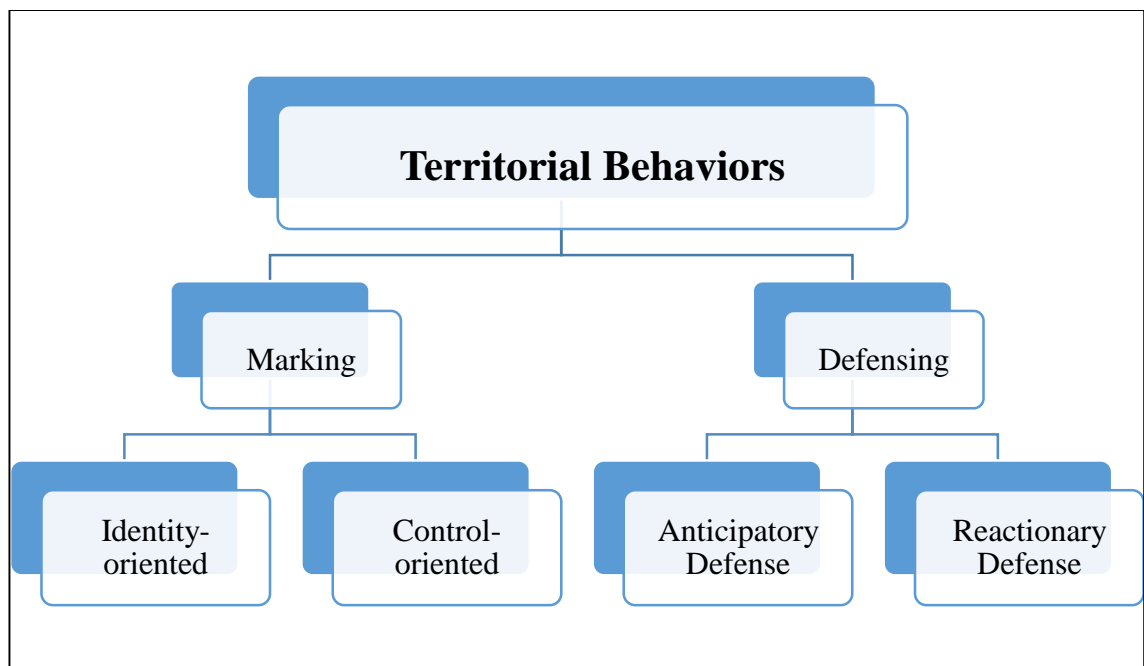 Territorial Behaviors
Marking
Defensing
Identity-
oriented
Control-
oriented
Anticipatory
Defense
Reactionary
Defense